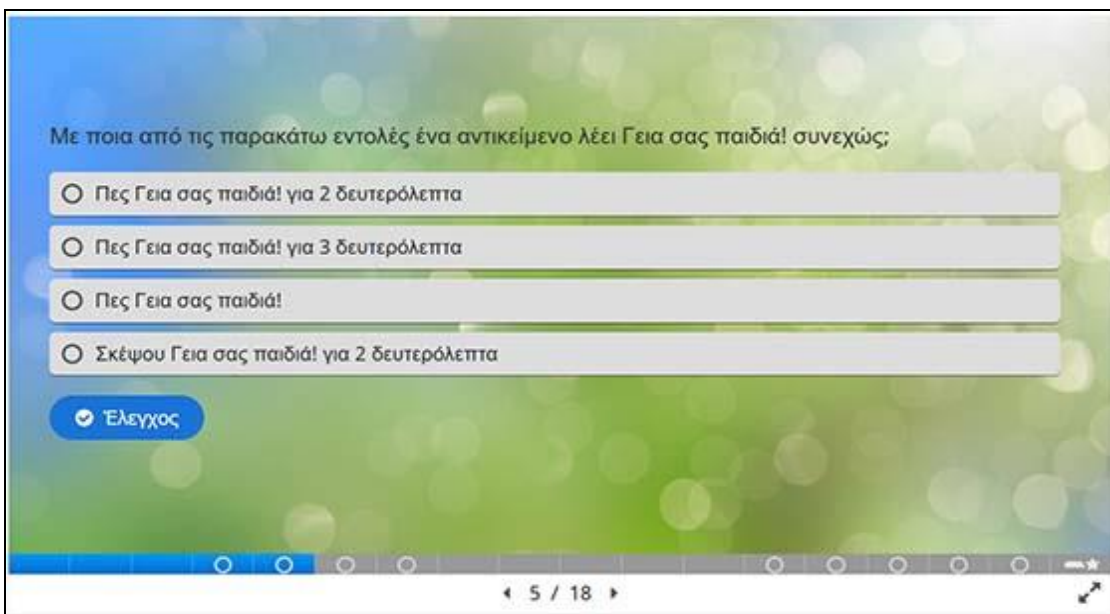 Με ποια από τις παρακάτω εντολές ένα αντικείμενο λέει Γεια σας παιδιά! συνεχώς;
Πες Γεια σας παιδιά! για 2 δευτερόλεπτα
Πες Γεια σας παιδιά! για 3 δευτερόλεπτα
Πες Γεια σας παιδιά!
Σκέψου Γεια σας παιδιά! για 2 δευτερόλεπτα
Έλεγχος
5 / 18